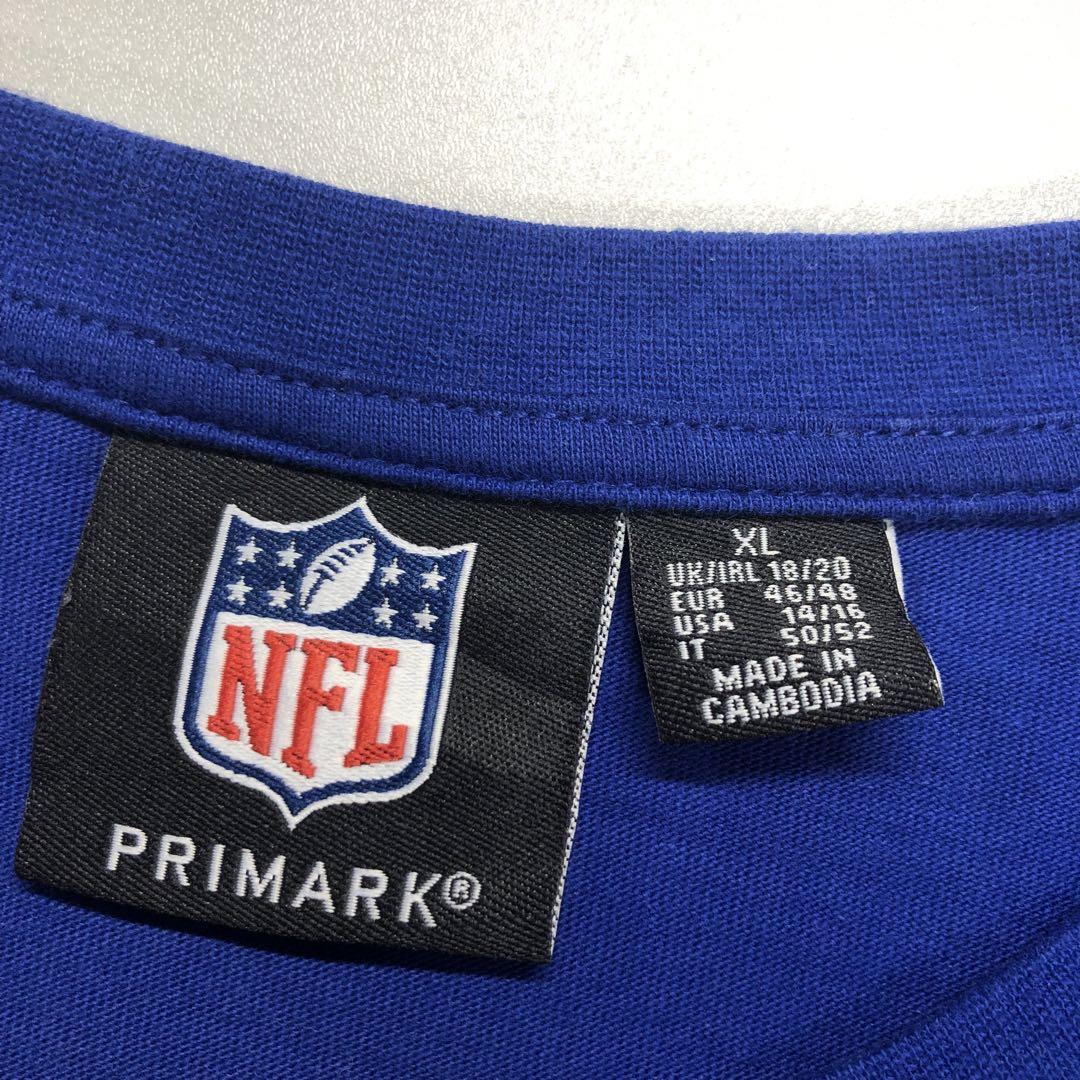 NFL
PRIMARK®
XL
UK/IRL 18/20
EUR 46/48
USA 14/16
IT 50/52
MADE IN
CAMBODIA